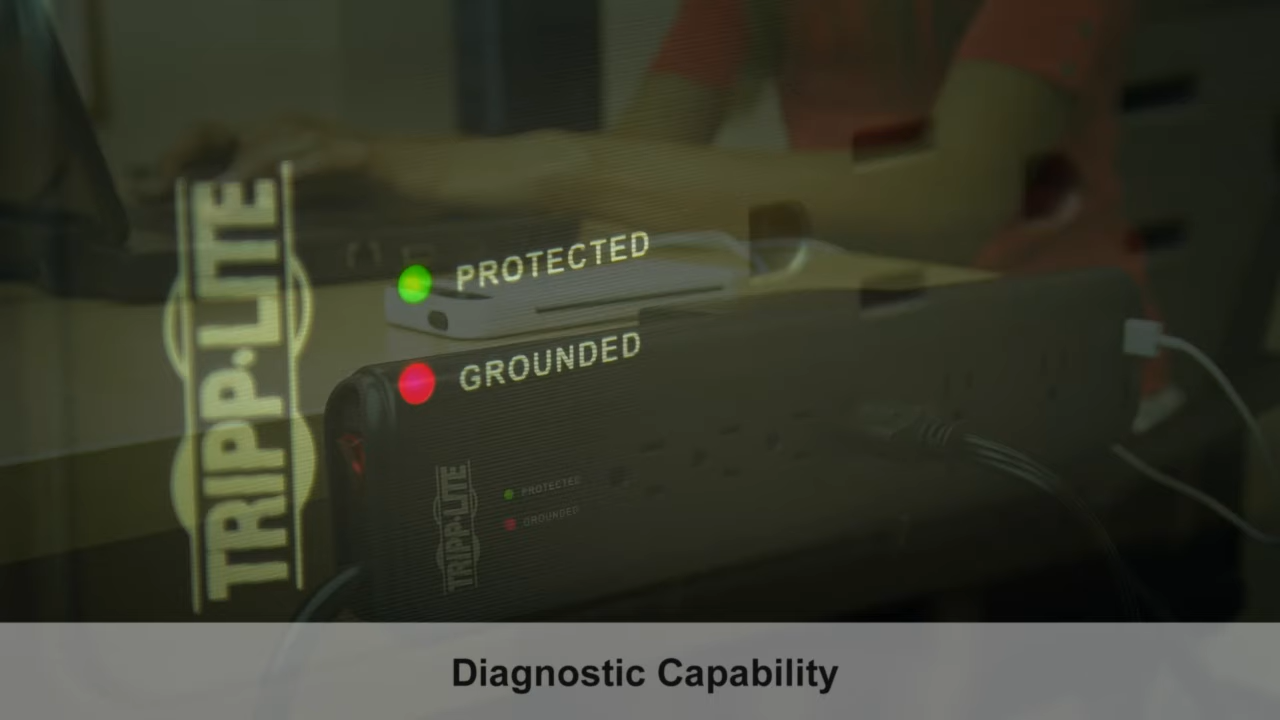 TRIPP·LITE
PROTECTED
GROUNDED
TRIPP·LITE
PROTECTED
GROUNDED
Diagnostic Capability